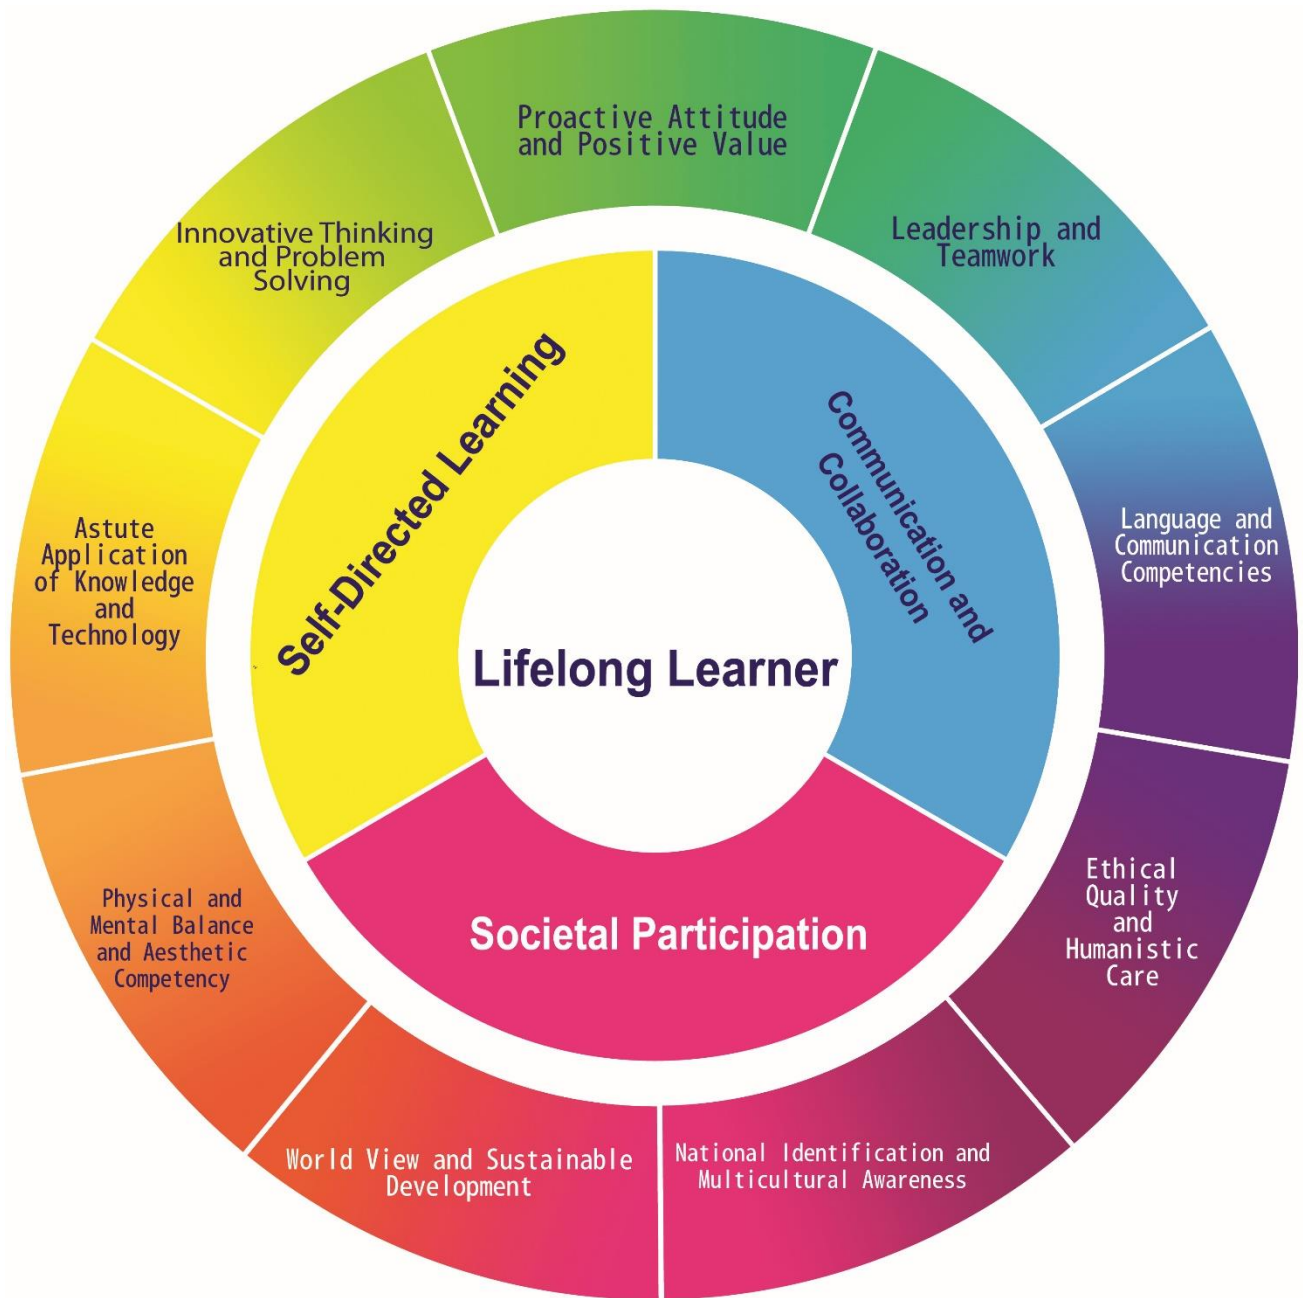 Proactive Attitude
and Positive Value
Leadership and
Teamwork
Language and
Communication
Competencies
Ethical
Quality
and
Humanistic
Care
National Identification and
Multicultural Awareness
World View and Sustainable
Development
Physical and
Mental Balance
and Aesthetic
Competency
Astute
Application
of Knowledge
and
Technology
Innovative Thinking
and Problem
Solving
Self-Directed Learning
Communication and
Collaboration
Societal Participation
Lifelong Learner